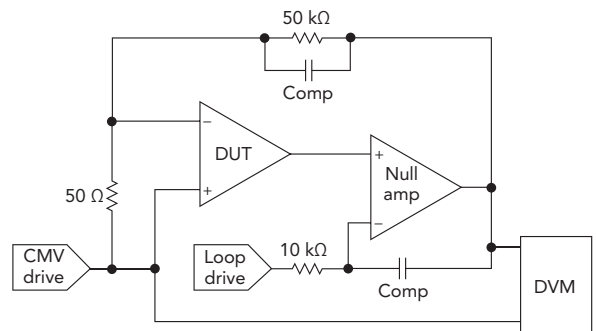 50 kΩ
Comp
−
DUT
+
+
Null
amp
−
50 Ω
CMV
drive
Loop
drive
10 kΩ
Comp
DVM